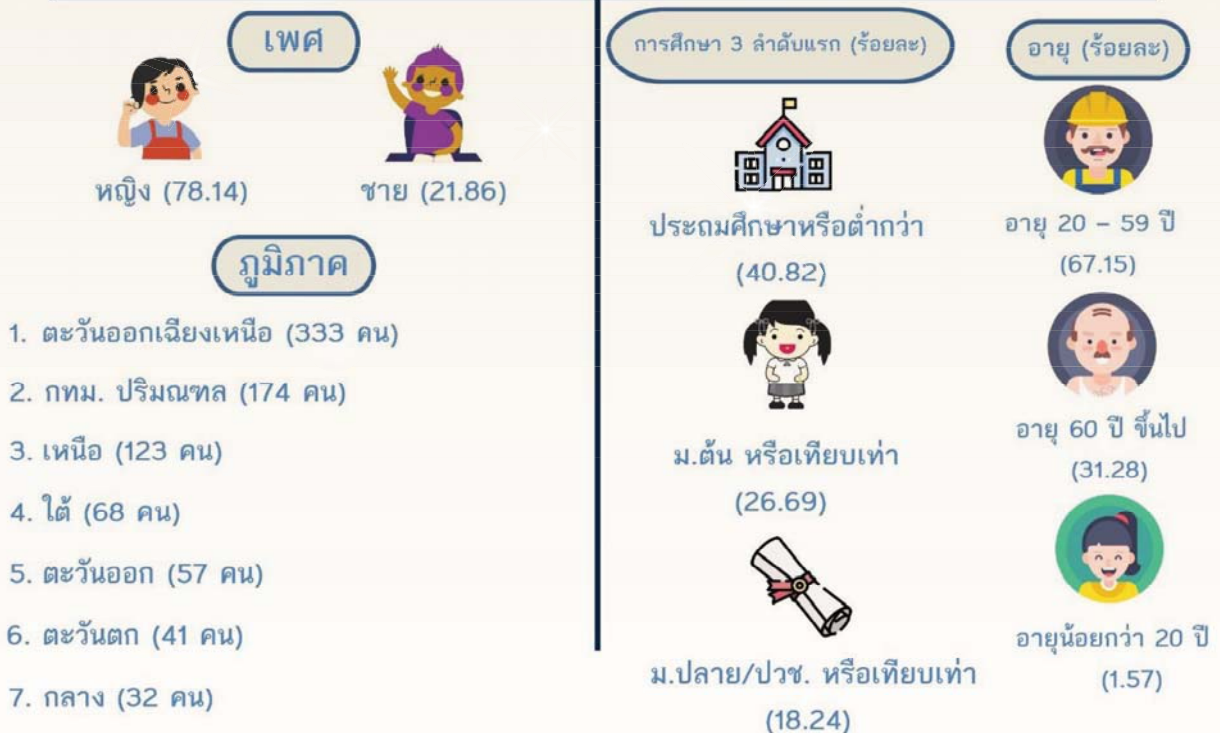 เพศ
หญิง (78.14)
ชาย (21.86)
ภูมิภาค
1. ตะวันออกเฉียงเหนือ (333 คน)
2. กทม. ปริมณฑล (174 คน)
3. เหนือ (123 คน)
4. ใต้ (68 คน)
5. ตะวันออก (57 คน)
6. ตะวันตก (41 คน)
7. กลาง (32 คน)
การศึกษา 3 ลำดับแรก (ร้อยละ)
ประถมศึกษาหรือต่ำกว่า
(40.82)
ม.ต้น หรือเทียบเท่า
(26.69)
ม.ปลาย/ปวช. หรือเทียบเท่า
(18.24)
อายุ (ร้อยละ)
อายุ 20 – 59 ปี
(67.15)
อายุ 60 ปี ขึ้นไป
(31.28)
อายุน้อยกว่า 20 ปี
(1.57)